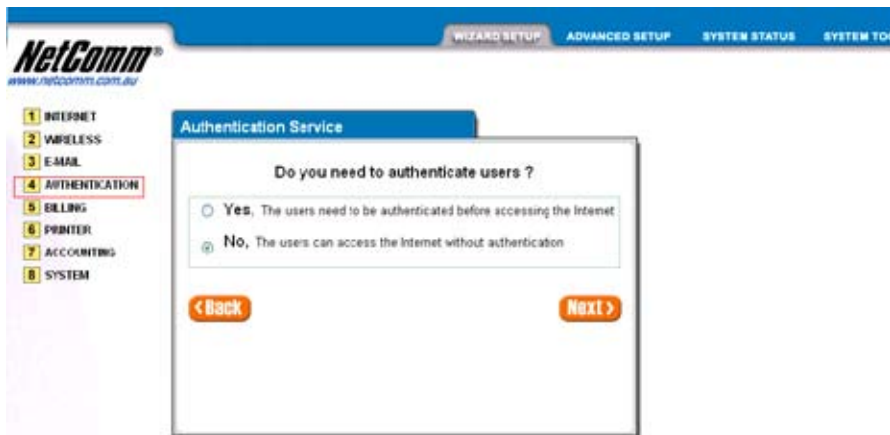 WIZARD SETUP ADVANCED SETUP SYSTEM STATUS SYSTEM TO
NetComm®
www.netcomm.com.au
1 INTERNET
2 WIRELESS
3 E-MAIL
4 AUTHENTICATION
5 BILLING
6 PRINTER
7 ACCOUNTING
8 SYSTEM
Authentication Service
Do you need to authenticate users ?
Yes, The users need to be authenticated before accessing the Internet
No, The users can access the Internet without authentication
<Back Next>